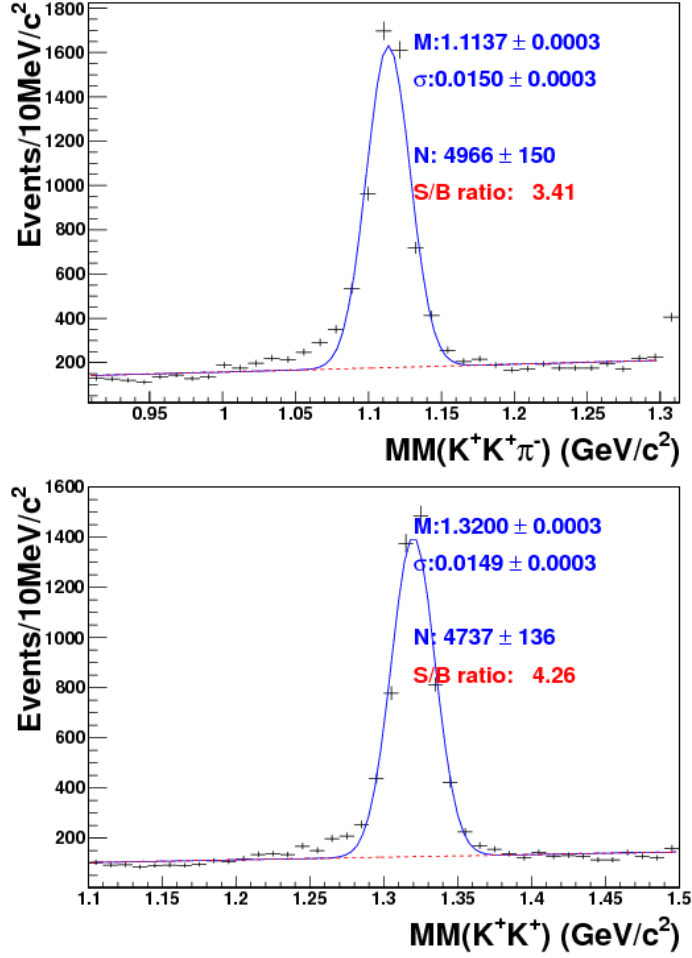 1800
1600
1400
1200
1000
800
600
400
200
0
Events/10MeV/c²
M:1.1137 ± 0.0003
σ:0.0150 ± 0.0003
N: 4966 ± 150
S/B ratio: 3.41
0.95 1 1.05 1.1 1.15 1.2 1.25 1.3
MM(K⁺K⁺π⁻) (GeV/c²)
1600
1400
1200
1000
800
600
400
200
0
Events/10MeV/c²
M:1.3200 ± 0.0003
σ:0.0149 ± 0.0003
N: 4737 ± 136
S/B ratio: 4.26
1.1 1.15 1.2 1.25 1.3 1.35 1.4 1.45 1.5
MM(K⁺K⁺) (GeV/c²)